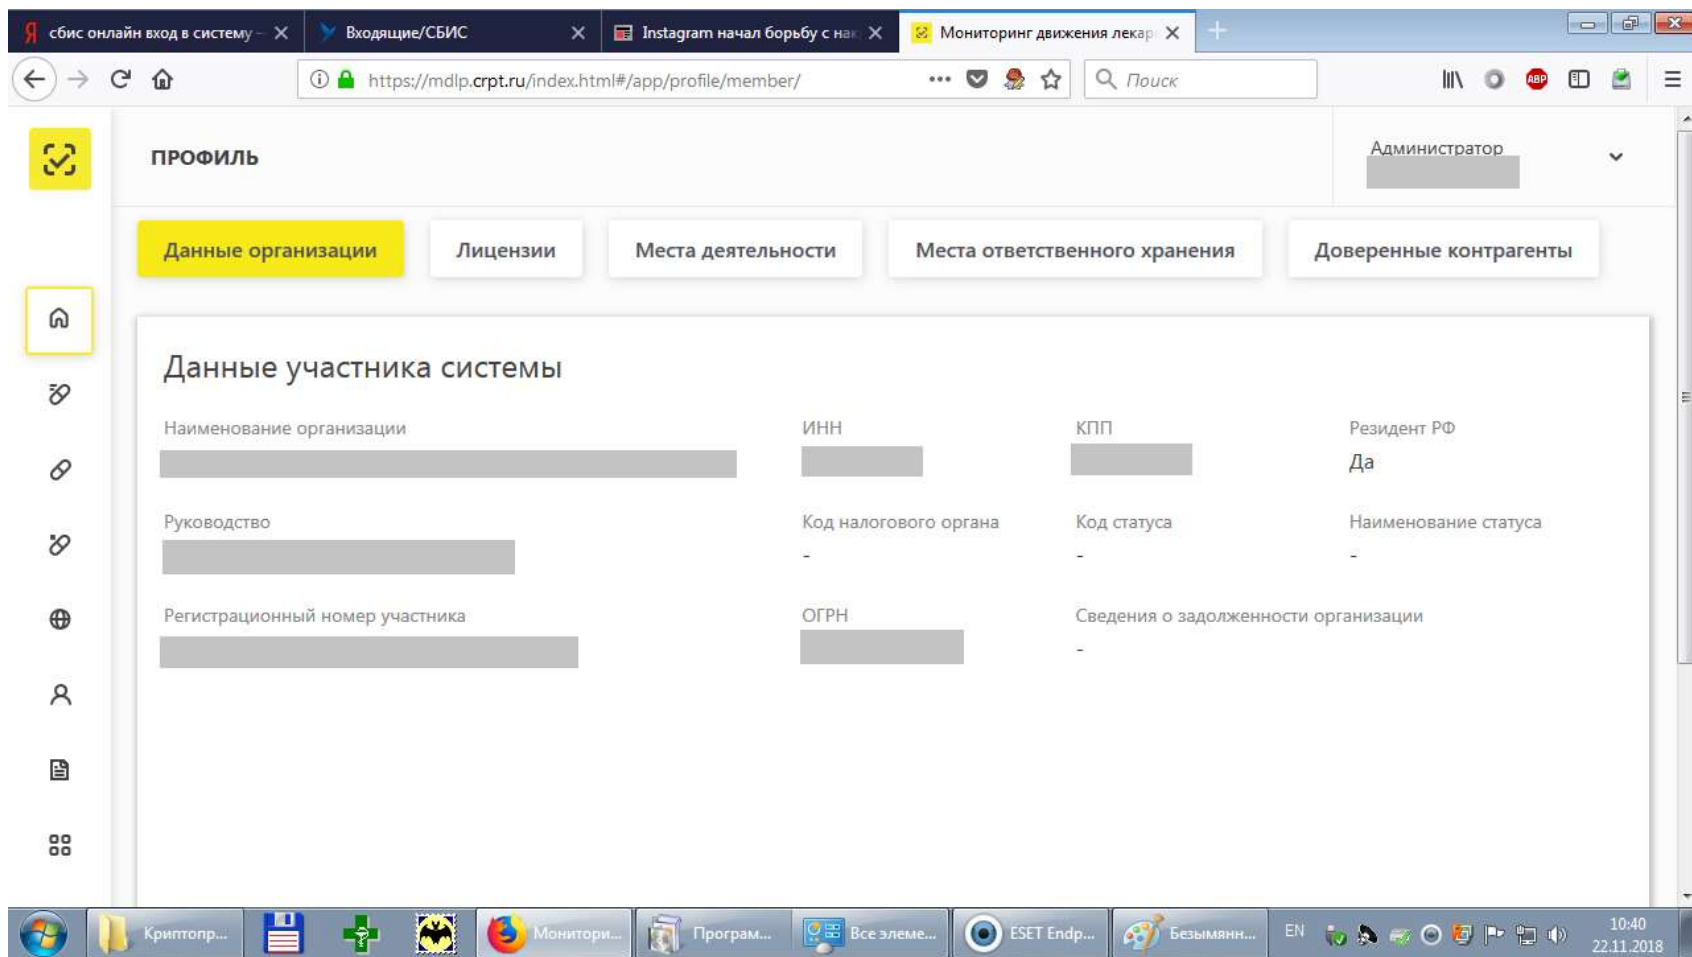 сбис онлайн вход в систему —
Входящие/СБИС
Instagram начал борьбу с нак
Мониторинг движения лекар
https://mdlp.crpt.ru/index.html#/app/profile/member/
Поиск
ABP
ПРОФИЛЬ
Администратор
Данные организации
Лицензии
Места деятельности
Места ответственного хранения
Доверенные контрагенты
Данные участника системы
Наименование организации
ИНН
КПП
Резидент РФ
Да
Руководство
Код налогового органа
Код статуса
Наименование статуса
-
-
-
Регистрационный номер участника
ОГРН
Сведения о задолженности организации
-
Криптопр...
Монитори...
Програм...
Все элеме...
ESET Endp...
Безымянн...
EN
10:40
22.11.2018